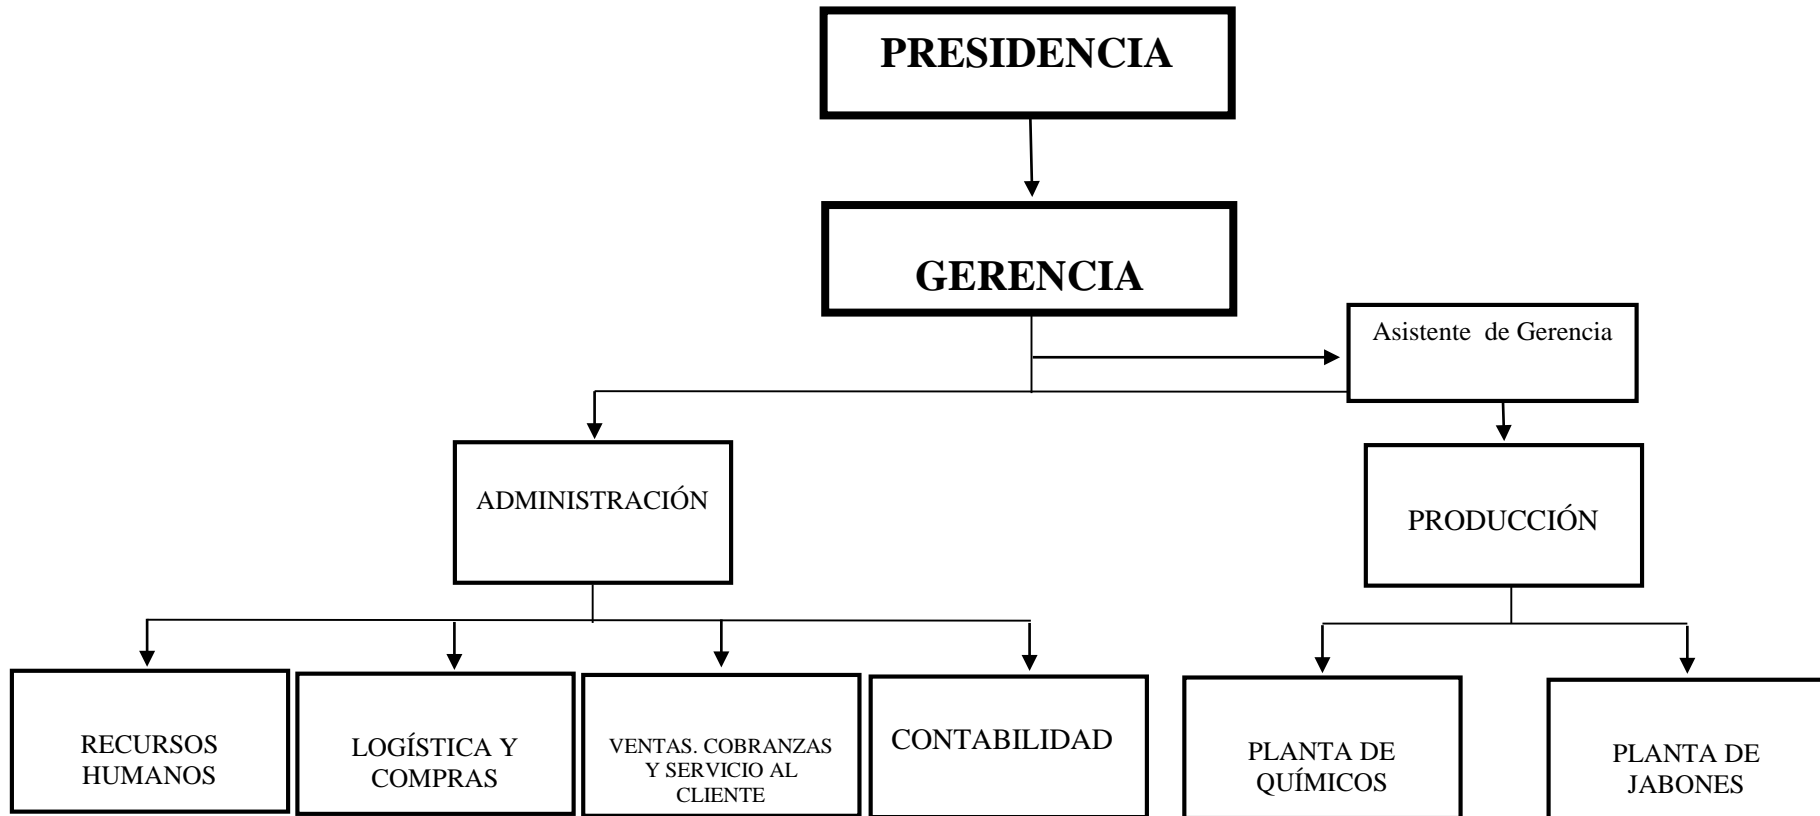 PRESIDENCIA
GERENCIA
Asistente  de Gerencia
ADMINISTRACIÓN
PRODUCCIÓN
RECURSOS
HUMANOS
LOGÍSTICA Y
COMPRAS
VENTAS. COBRANZAS
Y SERVICIO AL
CLIENTE
CONTABILIDAD
PLANTA DE
QUÍMICOS
PLANTA DE
JABONES